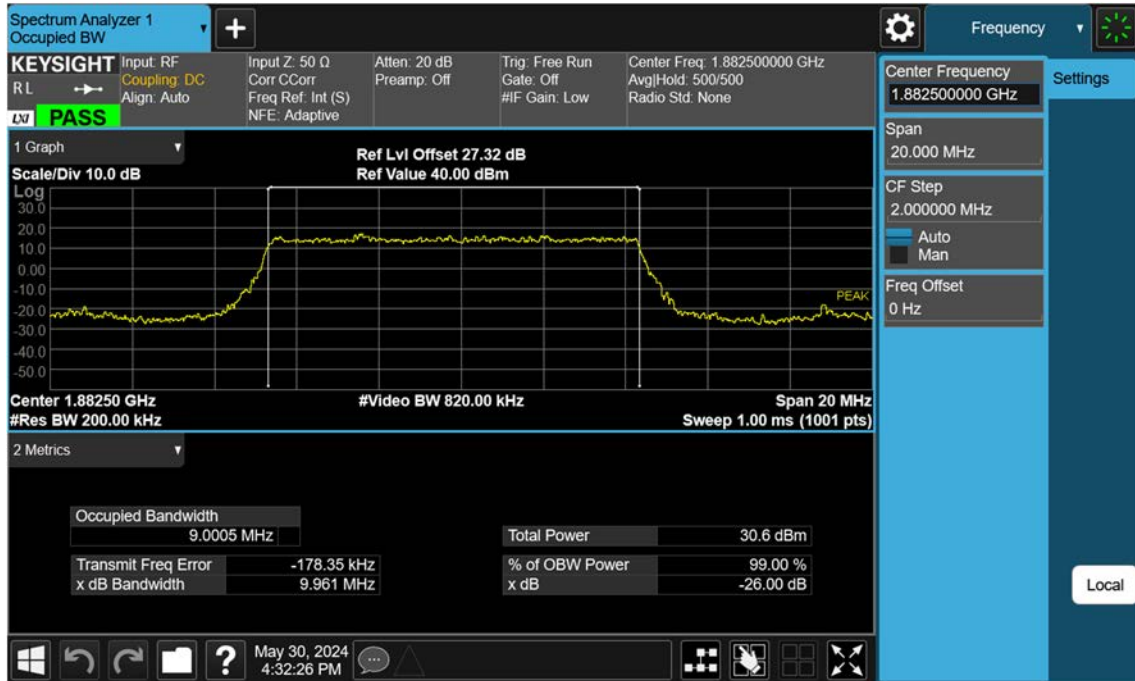 Spectrum Analyzer 1
Occupied BW
+
Frequency
KEYSIGHT
R L
LXI
PASS
Input: RF
Coupling: DC
Align: Auto
Input Z: 50 Ω
Corr CCorr
Freq Ref: Int (S)
NFE: Adaptive
Atten: 20 dB
Preamp: Off
Trig: Free Run
Gate: Off
#IF Gain: Low
Center Freq: 1.882500000 GHz
Avg|Hold: 500/500
Radio Std: None
Center Frequency
1.882500000 GHz
Settings
Span
20.000 MHz
CF Step
2.000000 MHz
Auto
Man
Freq Offset
0 Hz
Local
1 Graph
Scale/Div 10.0 dB
Ref Lvl Offset 27.32 dB
Ref Value 40.00 dBm
Log
30.0
20.0
10.0
0.00
-10.0
-20.0
-30.0
-40.0
-50.0
PEAK
Center 1.88250 GHz
#Video BW 820.00 kHz
Span 20 MHz
#Res BW 200.00 kHz
Sweep 1.00 ms (1001 pts)
2 Metrics
Occupied Bandwidth
9.0005 MHz
Total Power 30.6 dBm
Transmit Freq Error -178.35 kHz
% of OBW Power 99.00 %
x dB Bandwidth 9.961 MHz
x dB -26.00 dB
?
May 30, 2024
4:32:26 PM